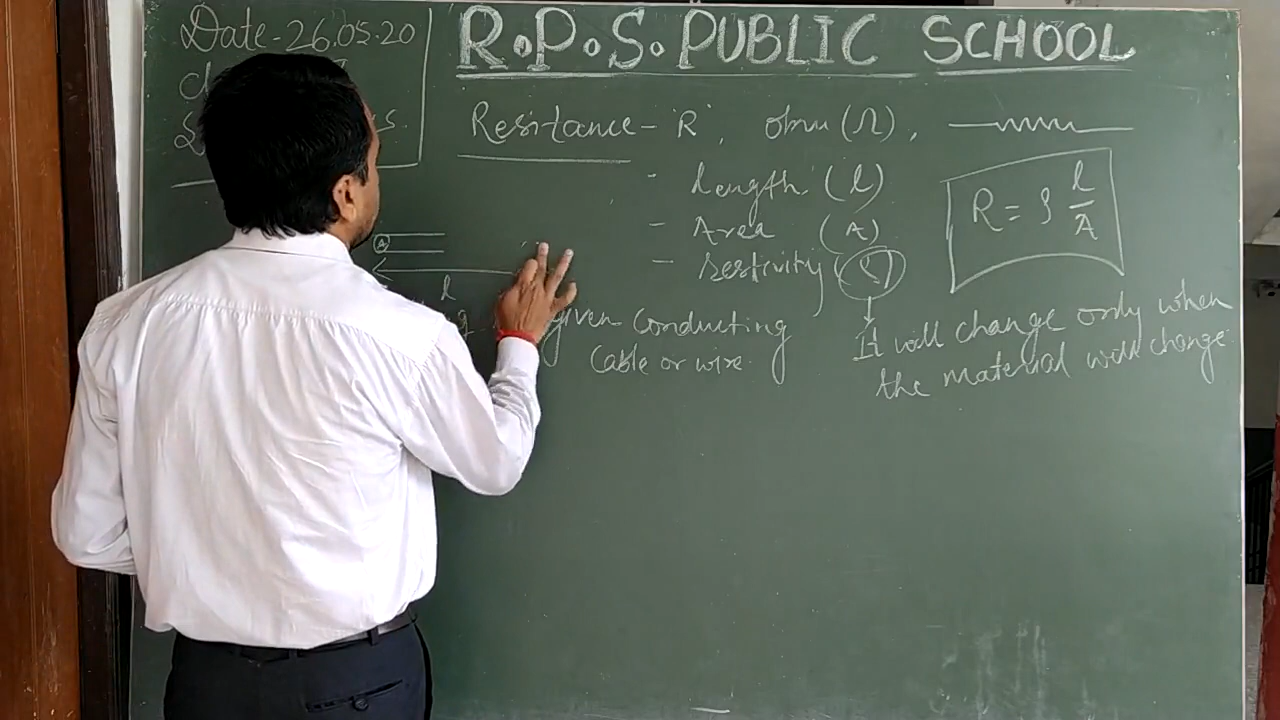 Date-26.05.20
R.P.S. PUBLIC SCHOOL
Resistance - 'R', ohm (Ω),
- Length (l)
- Area (A)
- Resistivity (ρ)
R = ρ l/A
A
l
given conducting
Cable or wire.
It will change only when
the material will change